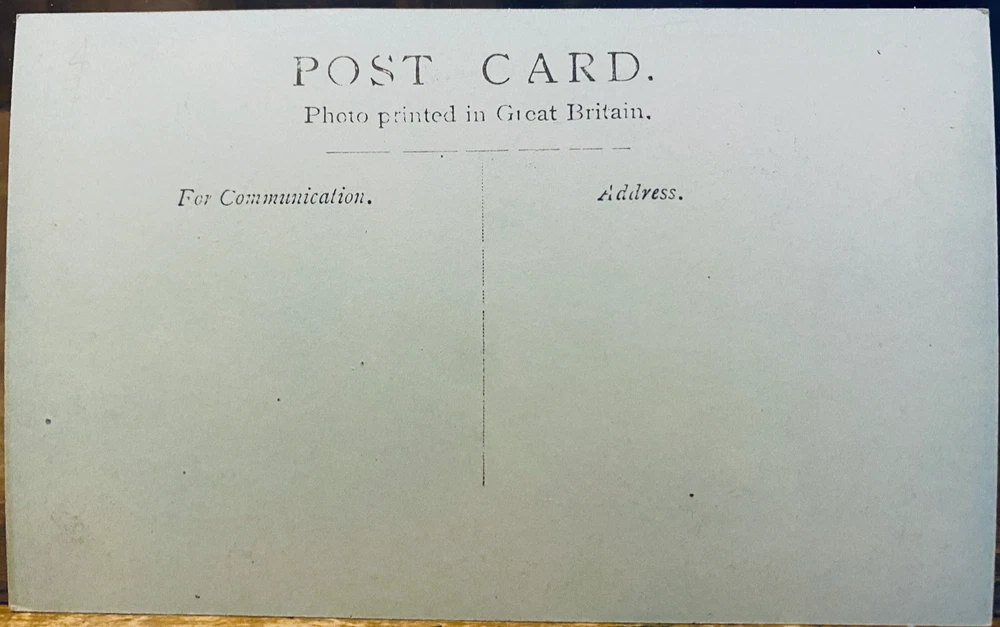 POST CARD.
Photo printed in Great Britain.
For Communication.
Address.